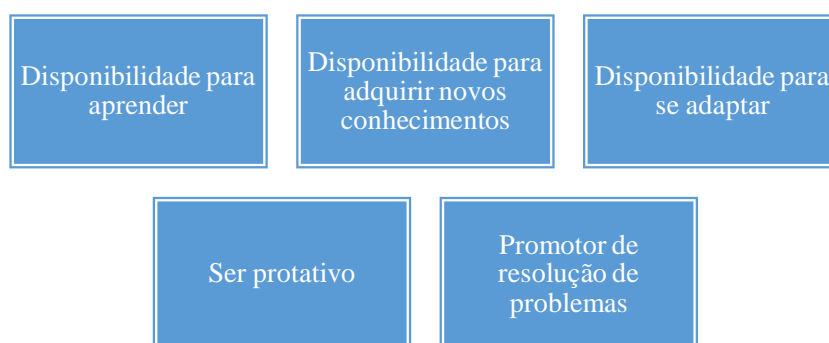 Disponibilidade para
aprender
Disponibilidade para
adquirir novos
conhecimentos
Disponibilidade para
se adaptar
Ser protativo
Promotor de
resolução de
problemas